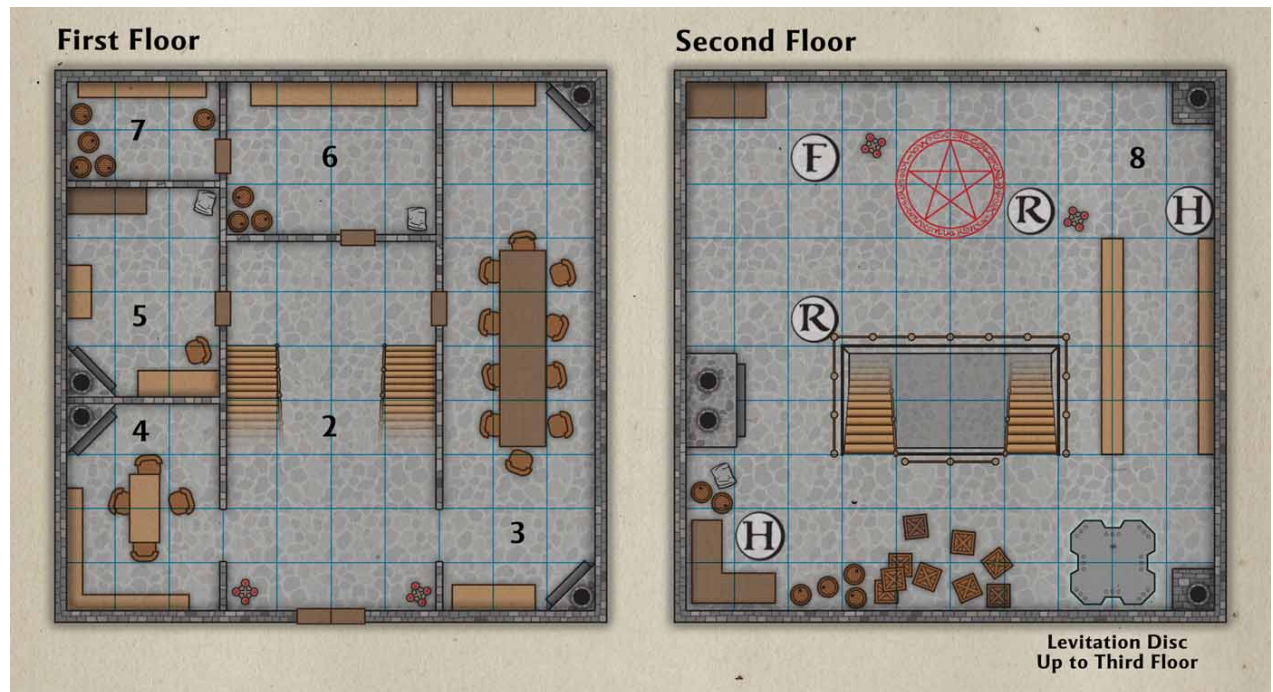 First Floor
7
6
5
4
2
3
Second Floor
F
8
R
H
R
H
Levitation Disc
Up to Third Floor